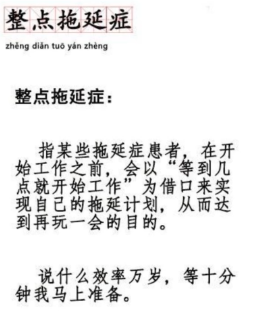 整点拖延症
zhěng diǎn tuō yán zhèng
整点拖延症：
指某些拖延症患者，在开
始工作之前，会以“等到几
点就开始工作”为借口来实
现自己的拖延计划，从而达
到再玩一会的目的。
说什么效率万岁，等十分
钟我马上准备。